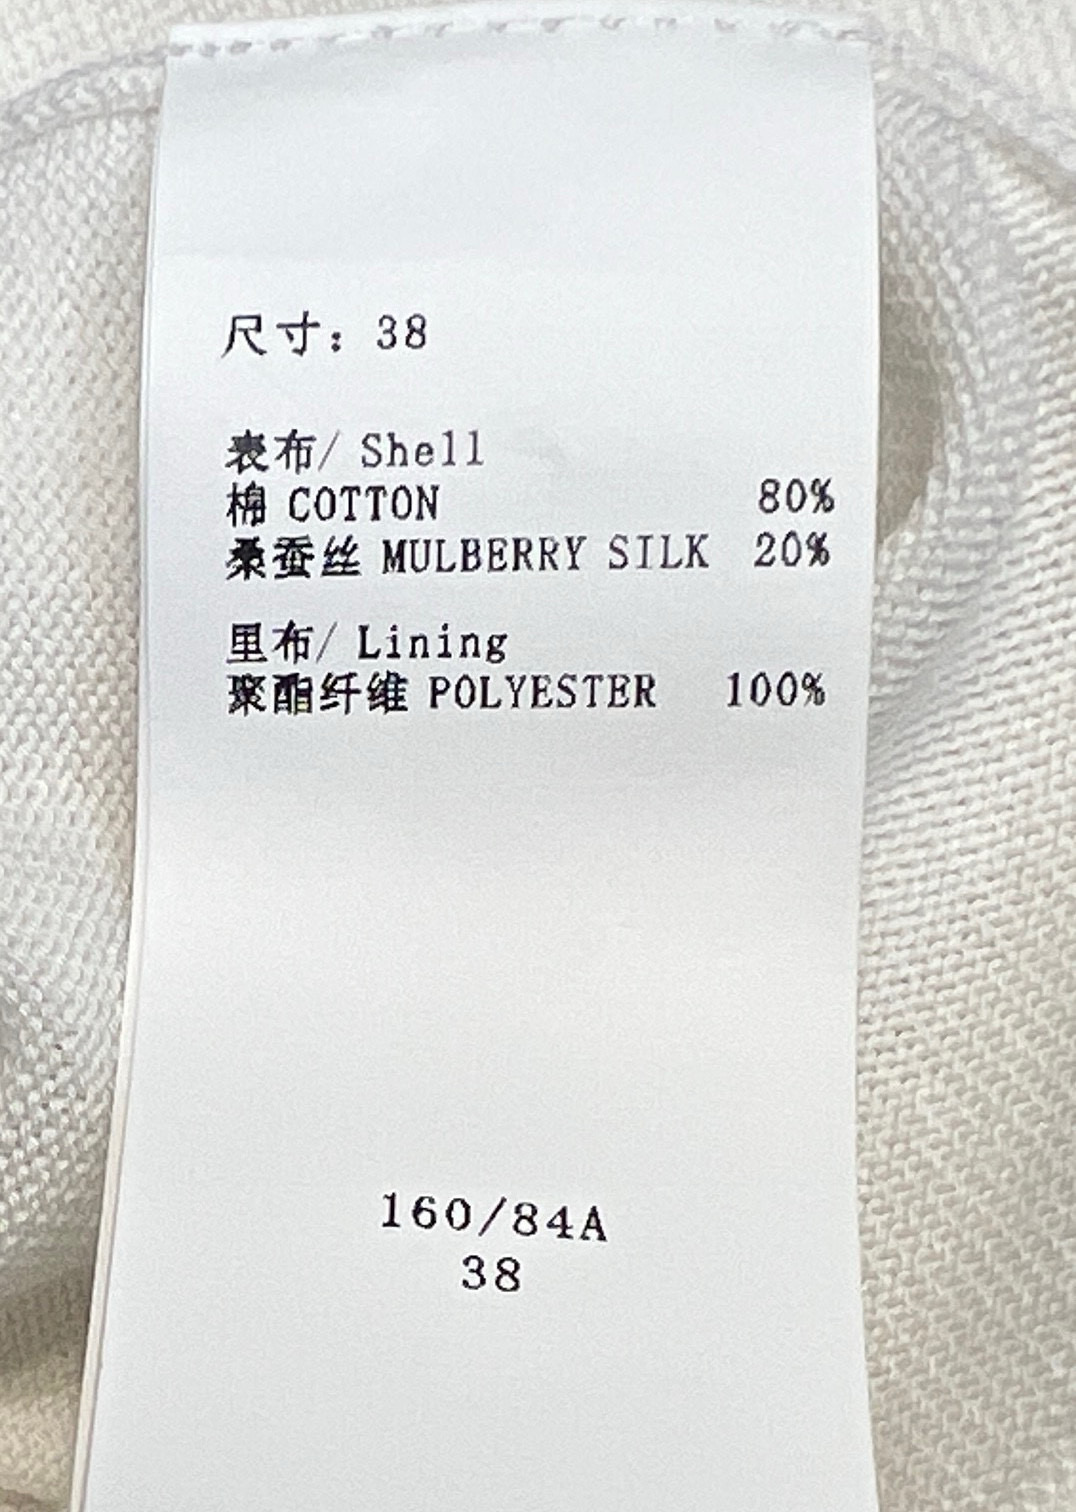 尺寸：38
表布/ Shell
棉 COTTON 80%
桑蚕丝 MULBERRY SILK 20%
里布/ Lining
聚酯纤维 POLYESTER 100%
160/84A
38